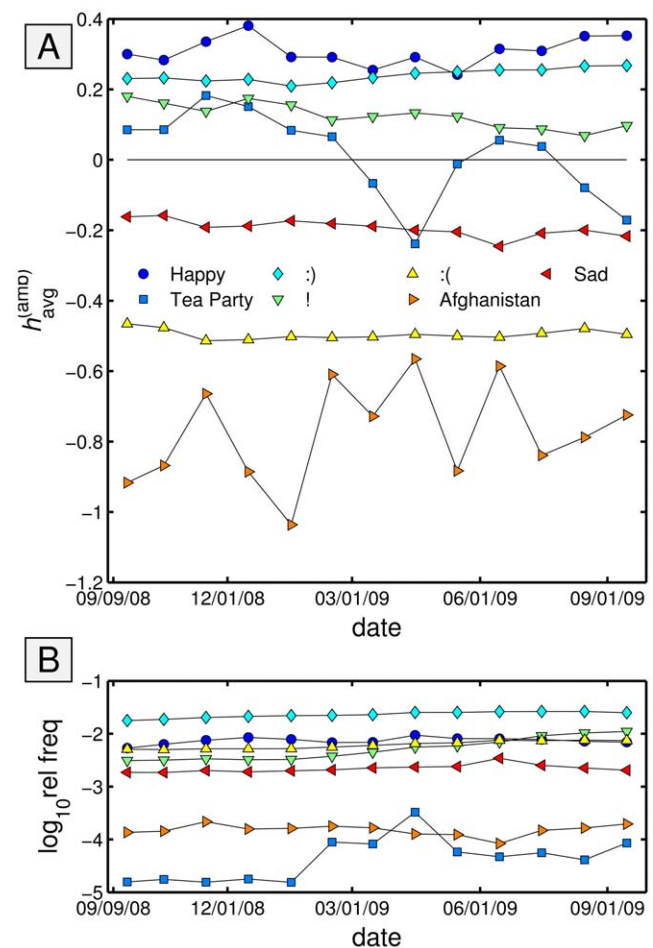 A
0.4
0.2
0
−0.2
−0.4
−0.6
−0.8
−1
−1.2
h avg (amb)
Happy :) :( Sad
Tea Party ! Afghanistan
09/09/08 12/01/08 03/01/09 06/01/09 09/01/09
date
B
−1
−2
−3
−4
−5
log10 rel freq
09/09/08 12/01/08 03/01/09 06/01/09 09/01/09
date